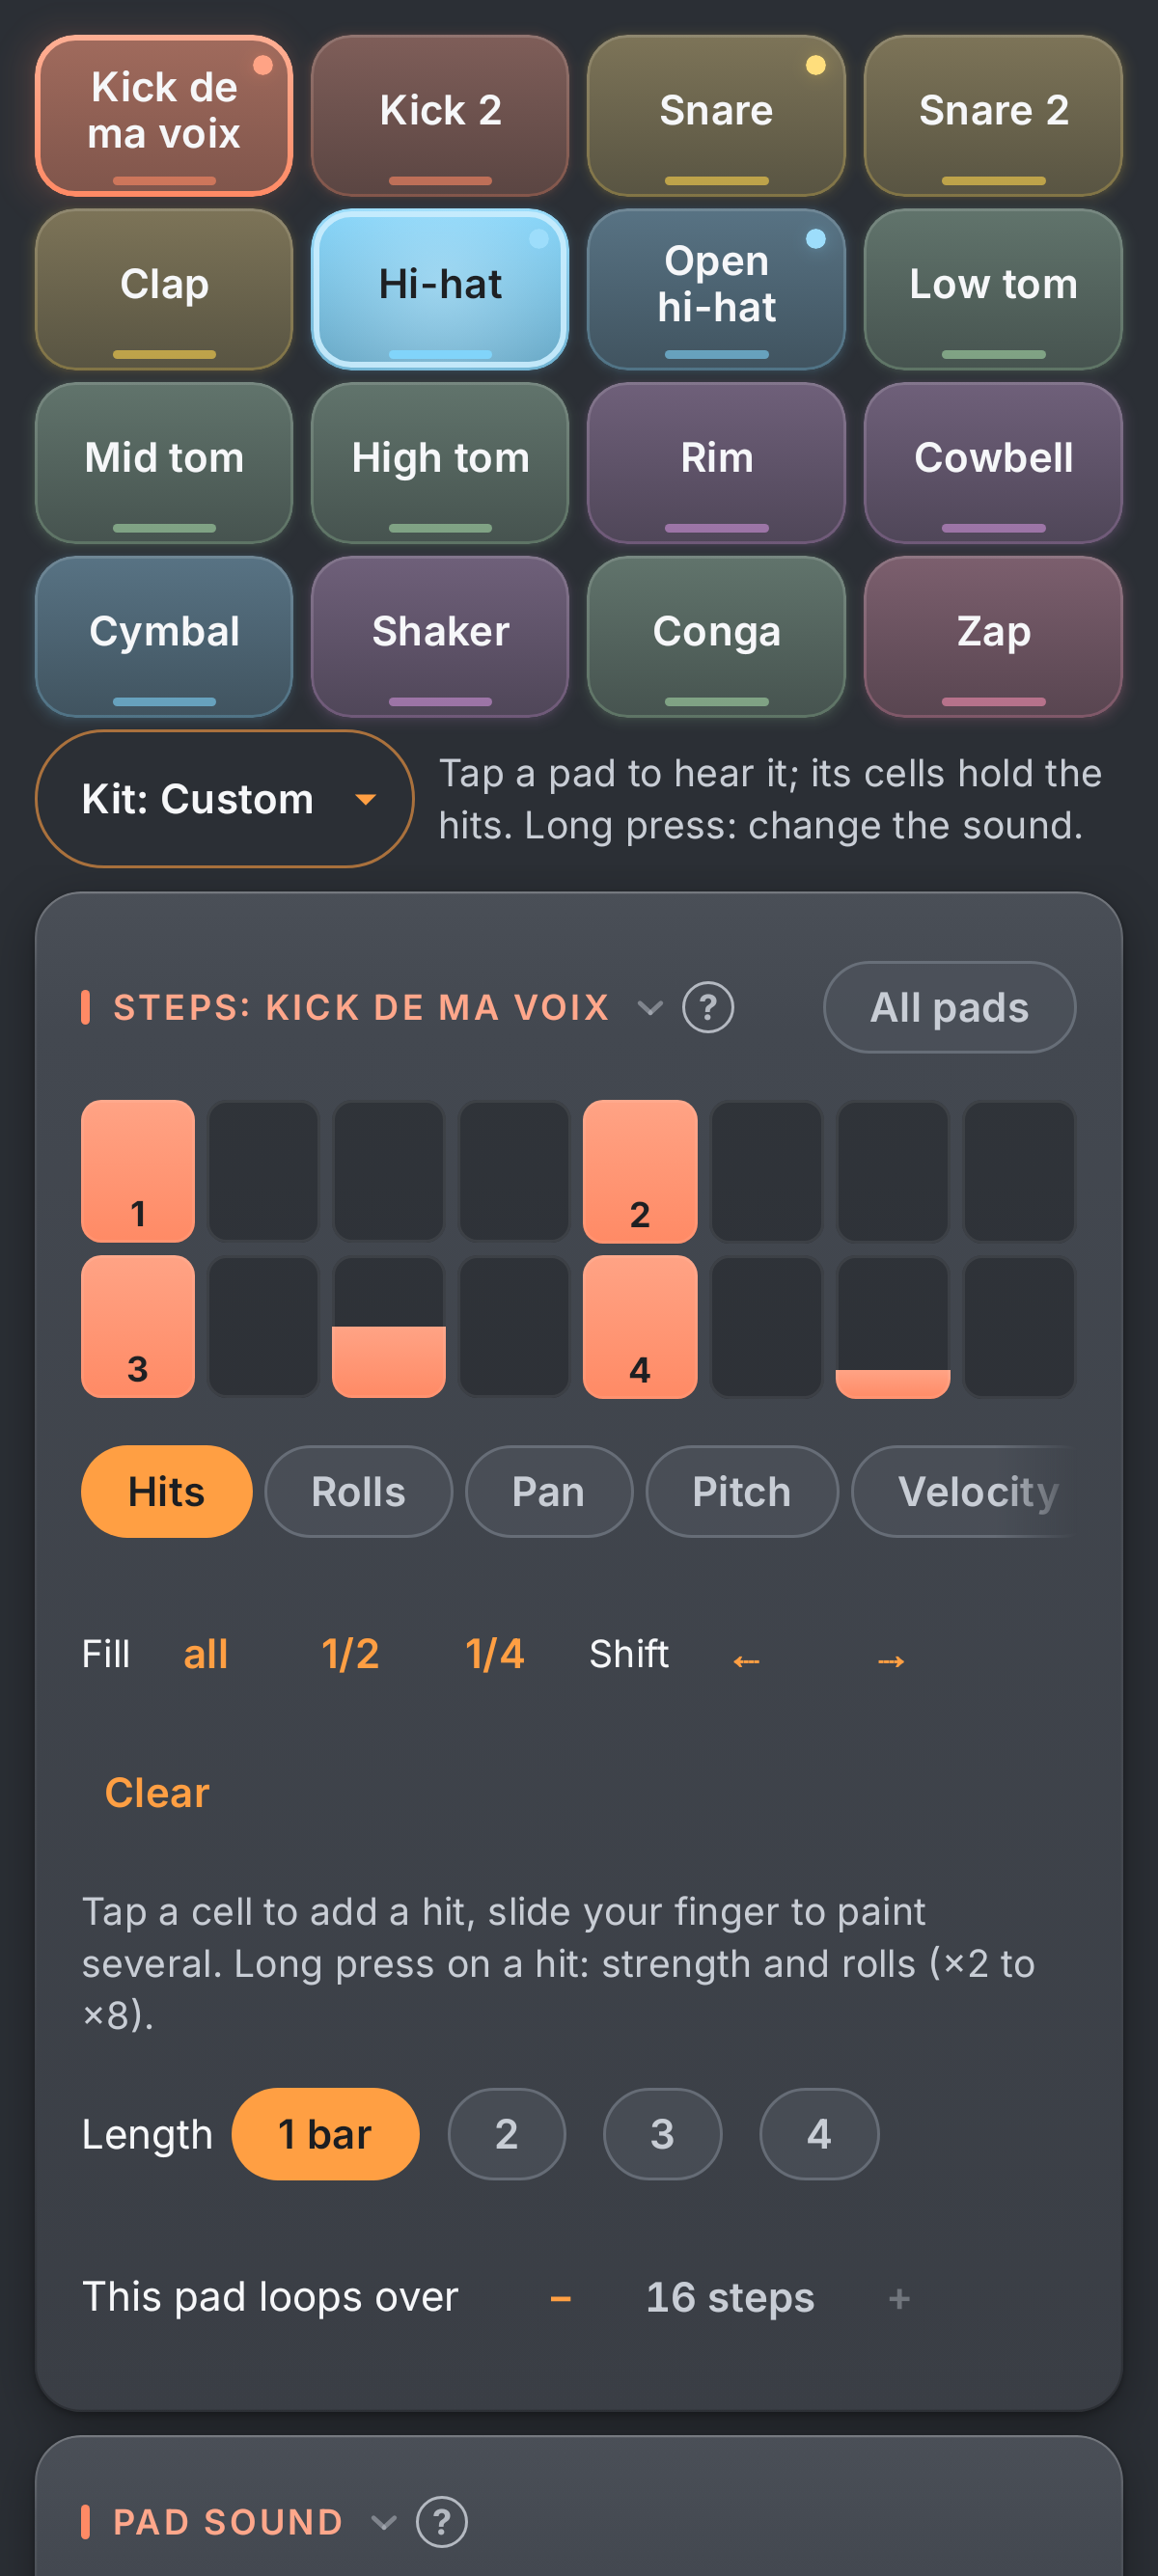 Kick de
ma voix
Kick 2
Snare
Snare 2
Clap
Hi-hat
Open
hi-hat
Low tom
Mid tom
High tom
Rim
Cowbell
Cymbal
Shaker
Conga
Zap
Kit: Custom
Tap a pad to hear it; its cells hold the
hits. Long press: change the sound.
STEPS: KICK DE MA VOIX
?
All pads
1
2
3
4
Hits
Rolls
Pan
Pitch
Velocity
Fill
all
1/2
1/4
Shift
←
→
Clear
Tap a cell to add a hit, slide your finger to paint
several. Long press on a hit: strength and rolls (×2 to
×8).
Length
1 bar
2
3
4
This pad loops over
−
16 steps
+
PAD SOUND
?